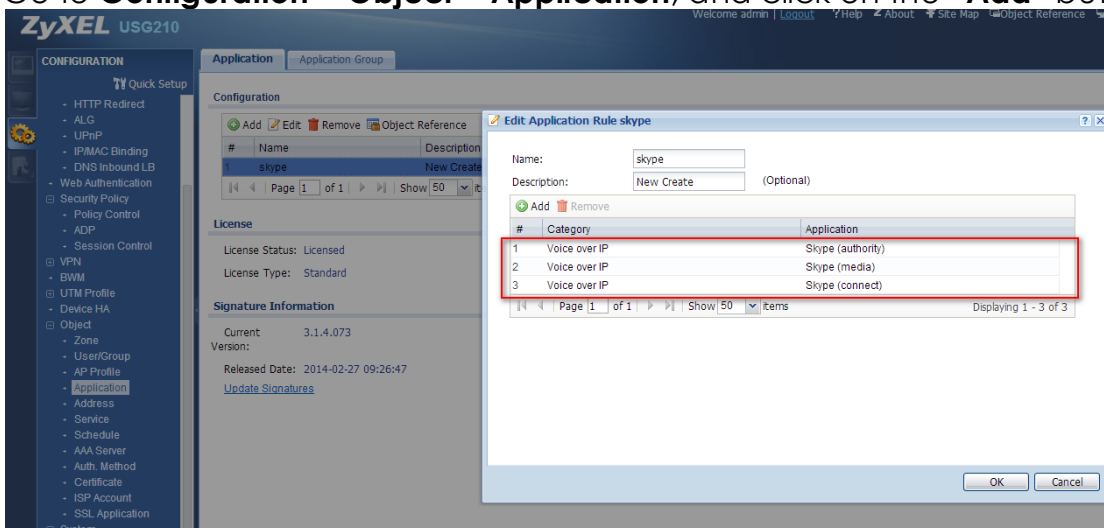 Go to Configuration > Object > Application, and click on the "Add" but
ZyXEL USG210
Welcome admin | Logout ?Help Z About Site Map Object Reference
CONFIGURATION
Quick Setup
- HTTP Redirect
- ALG
- UPnP
- IP/MAC Binding
- DNS Inbound LB
- Web Authentication
Security Policy
- Policy Control
- ADP
- Session Control
VPN
- BWM
UTM Profile
- Device HA
Object
- Zone
- User/Group
- AP Profile
- Application
- Address
- Service
- Schedule
- AAA Server
- Auth. Method
- Certificate
- ISP Account
- SSL Application
System
Application Application Group
Configuration
Add Edit Remove Object Reference
# Name Description
1 skype New Create
Page 1 of 1 Show 50 it
License
License Status: Licensed
License Type: Standard
Signature Information
Current Version: 3.1.4.073
Released Date: 2014-02-27 09:26:47
Update Signatures
Edit Application Rule skype ? X
Name: skype
Description: New Create (Optional)
Add Remove
# Category Application
1 Voice over IP Skype (authority)
2 Voice over IP Skype (media)
3 Voice over IP Skype (connect)
Page 1 of 1 Show 50 items Displaying 1 - 3 of 3
OK Cancel